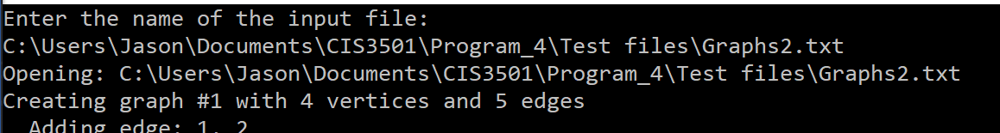 Enter the name of the input file:
C:\Users\Jason\Documents\CIS3501\Program_4\Test files\Graphs2.txt
Opening: C:\Users\Jason\Documents\CIS3501\Program_4\Test files\Graphs2.txt
Creating graph #1 with 4 vertices and 5 edges
  Adding edge: 1, 2